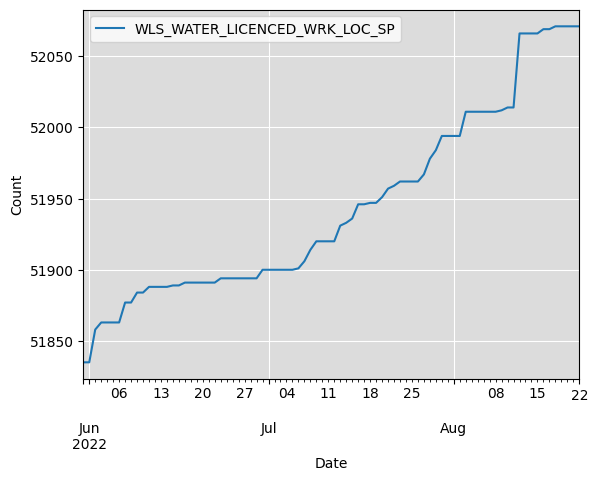 WLS_WATER_LICENCED_WRK_LOC_SP
52050
52000
51950
51900
51850
Count
06 13 20 27 04 11 18 25 08 15 22
Jun Jul Aug
2022
Date